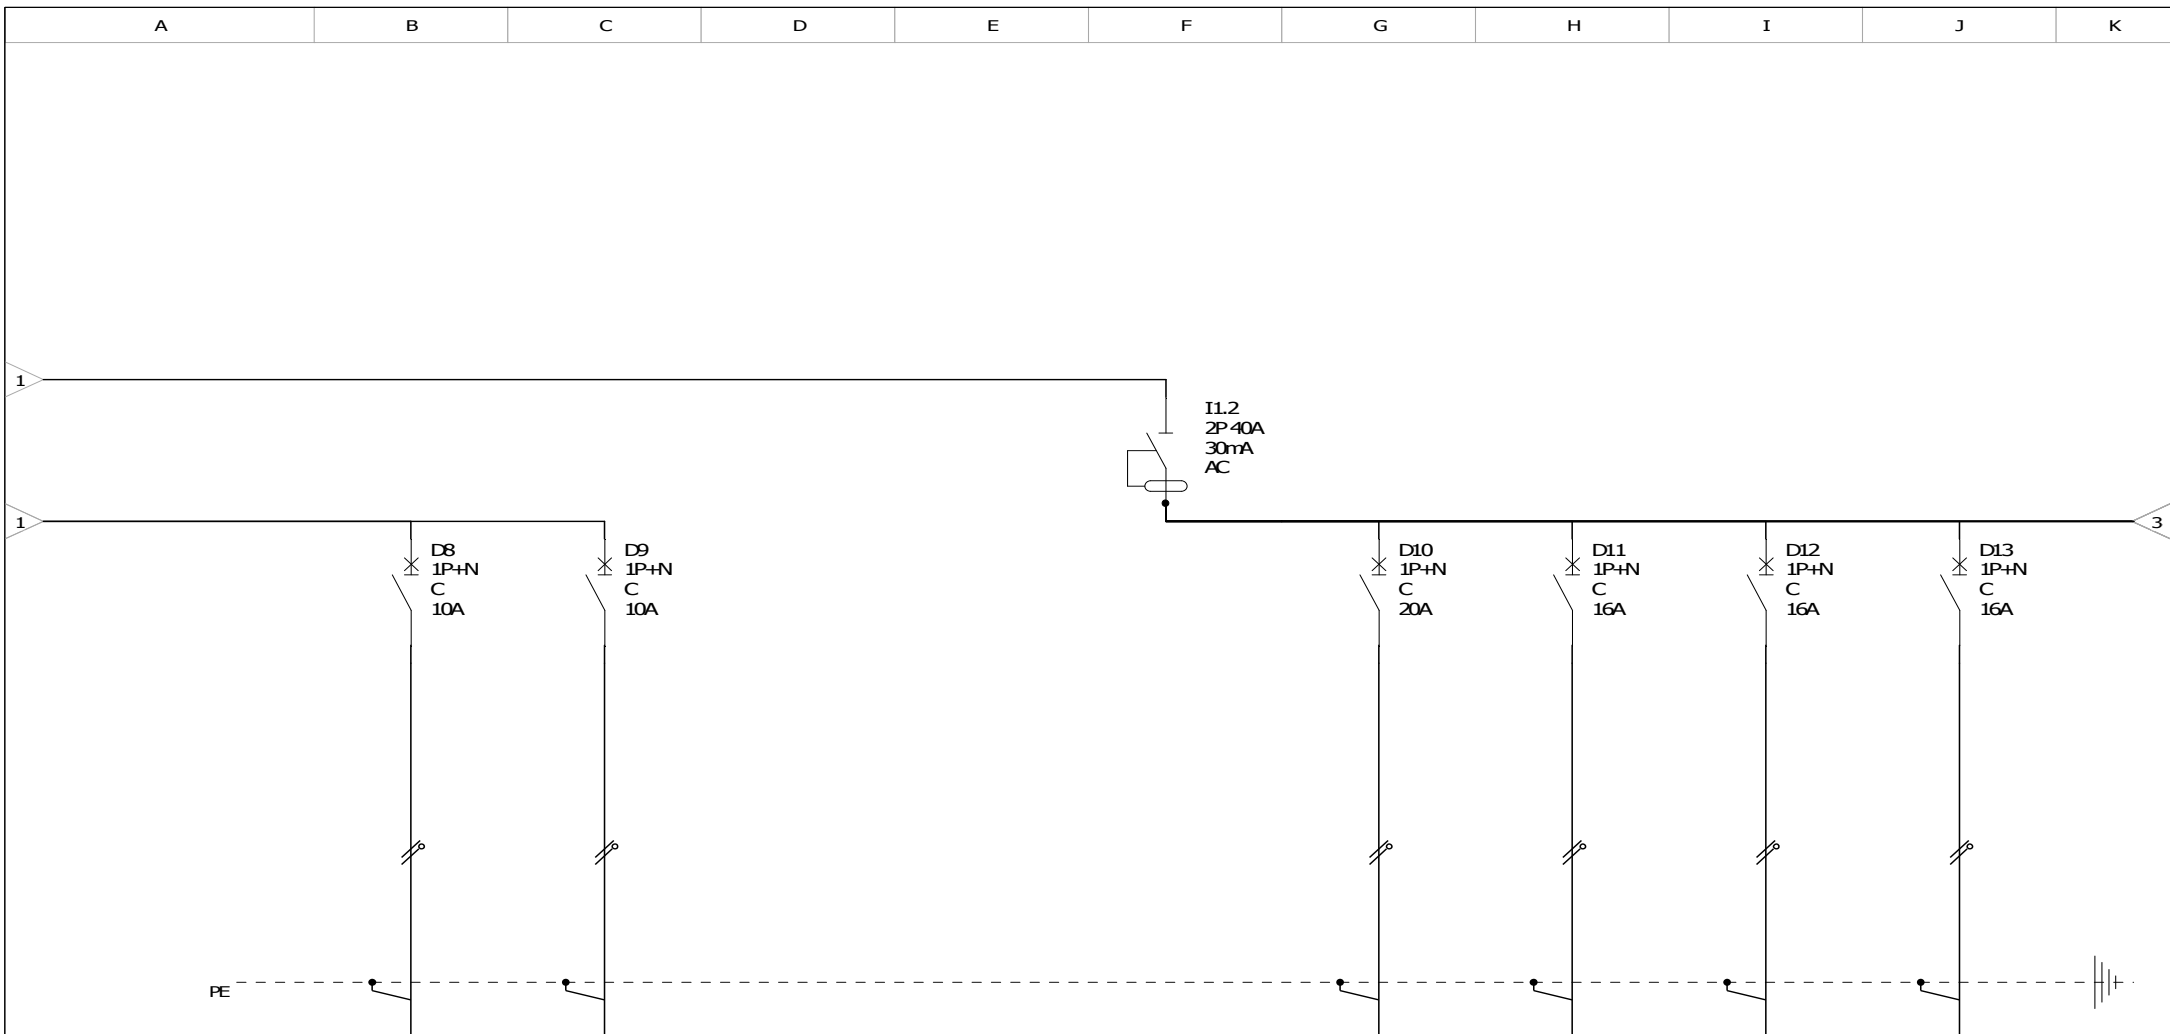 A B C D E F G H I J K
1
I1.2
2P 40A
30mA
AC
1
3
D8
1P+N
C
10A
D9
1P+N
C
10A
D10
1P+N
C
20A
D11
1P+N
C
16A
D12
1P+N
C
16A
D13
1P+N
C
16A
PE